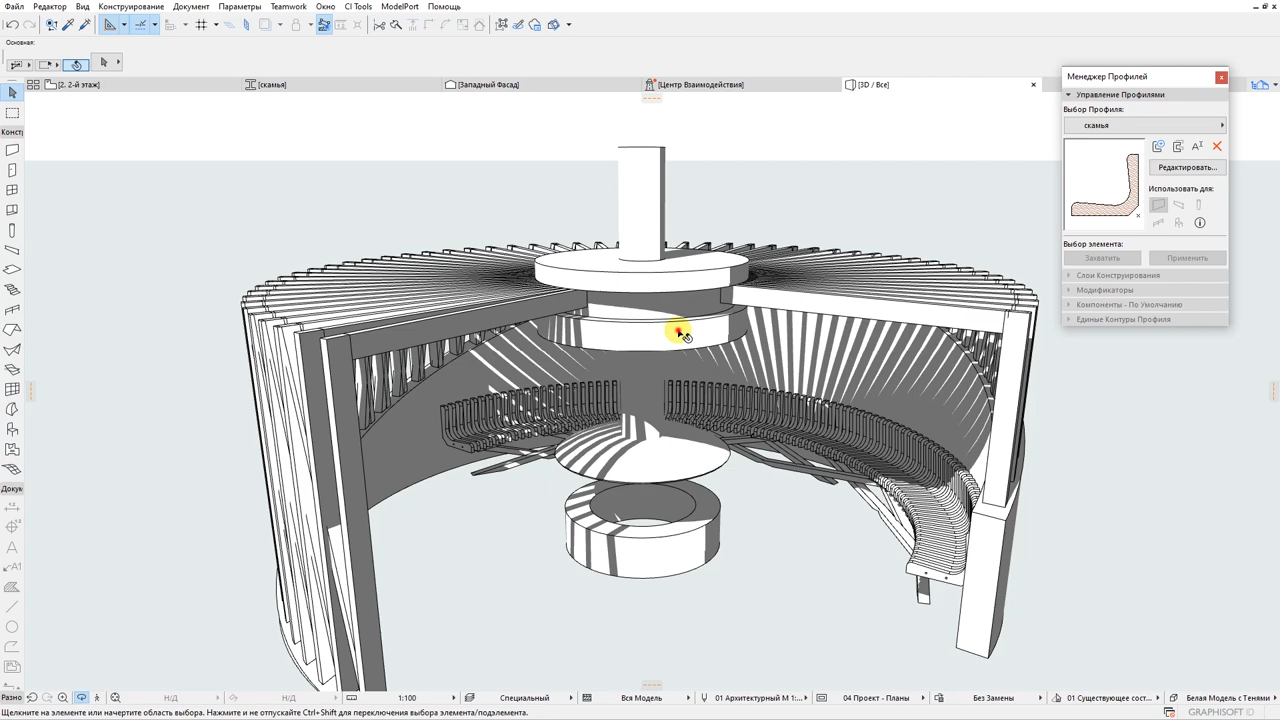 Файл Редактор Вид Конструирование Документ Параметры Teamwork Окно CI Tools ModelPort Помощь
Основная:
[2. 2-й этаж] [скамья] [Западный Фасад] [Центр Взаимодействия] [3D / Все]
Менеджер Профилей
Управление Профилями
Выбор Профиля:
скамья
Редактировать...
Использовать для:
Выбор элемента:
Захватить Применить
Слои Конструирования
Модификаторы
Компоненты - По Умолчанию
Единые Контуры Профиля
Констр
Докум
Разно
Н/Д Н/Д 1:100 Специальный Вся Модель 01 Архитектурный М 1:... 04 Проект - Планы Без Замены 01 Существующее сост... Белая Модель с Тенями
Щелкните на элементе или начертите область выбора. Нажмите и не отпускайте Ctrl+Shift для переключения выбора элемента/подэлемента.
GRAPHISOFT ID